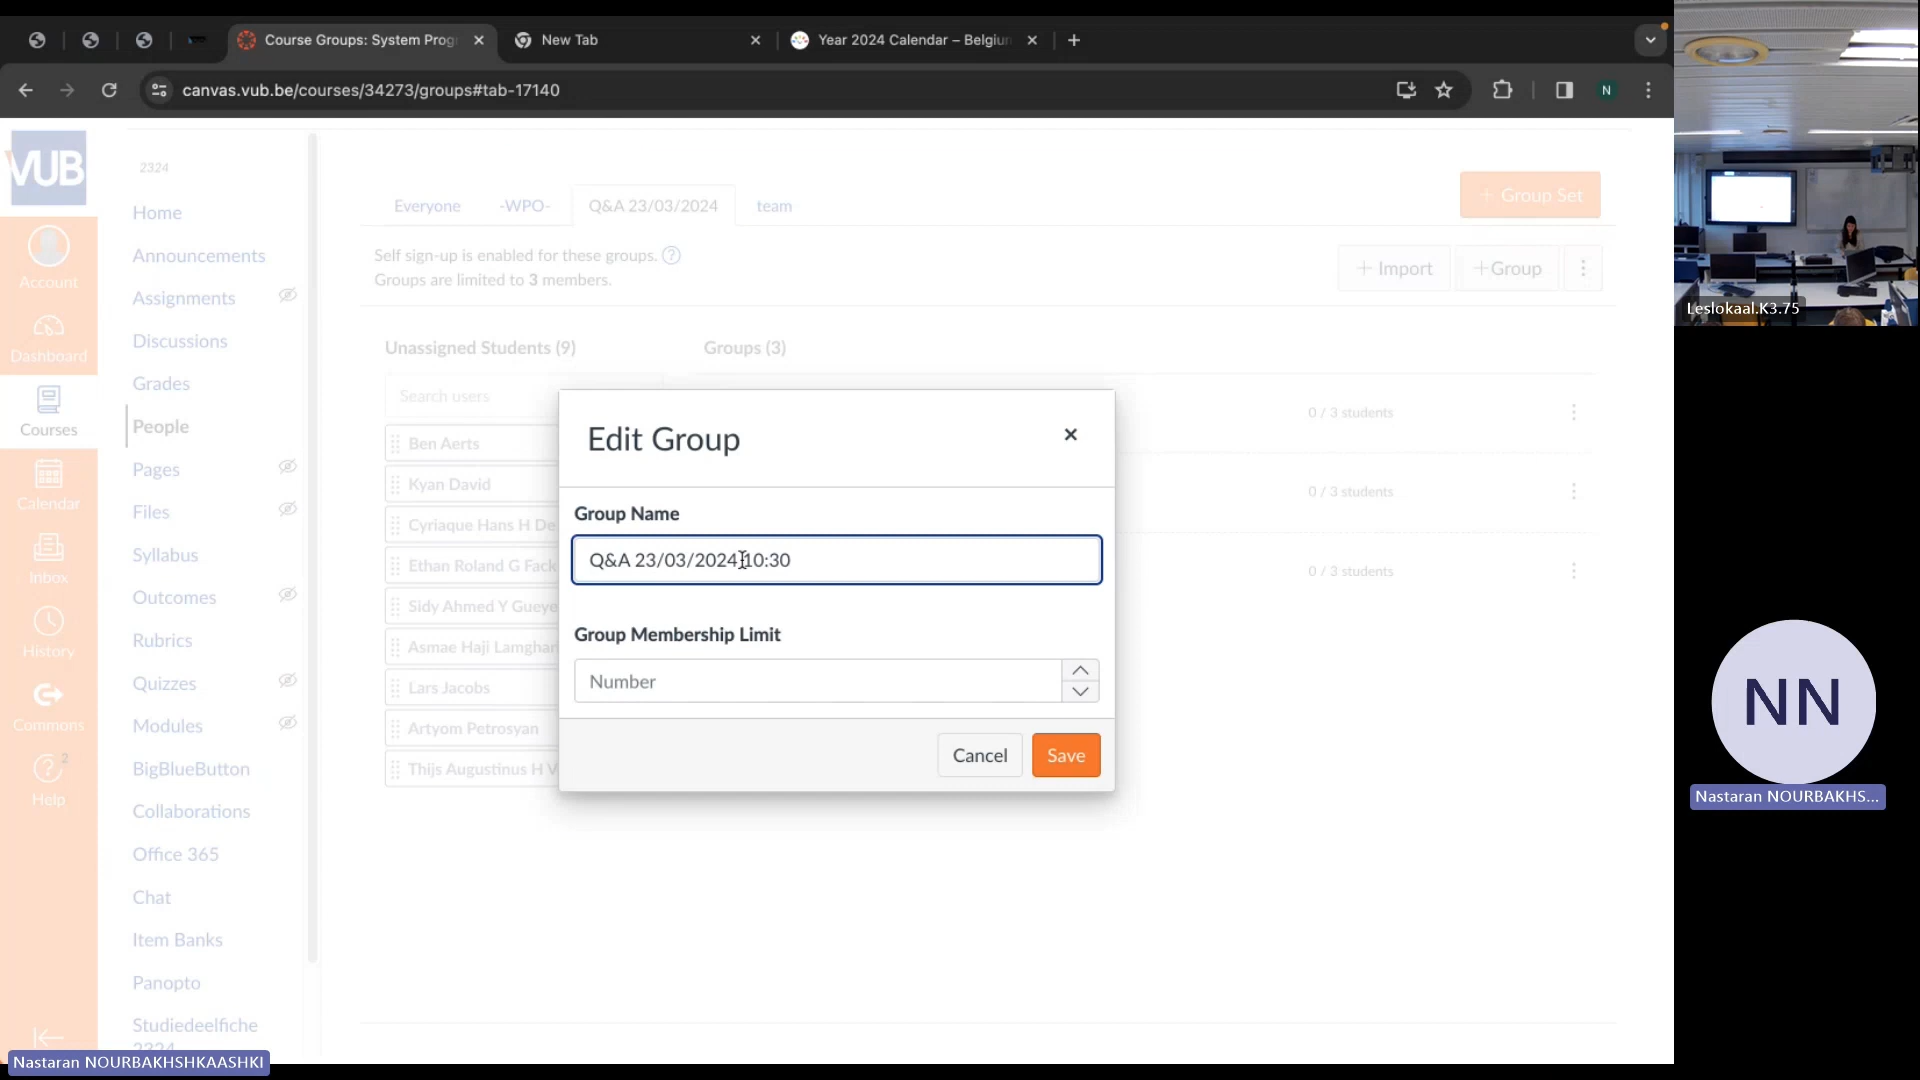 Course Groups: System Prog
New Tab
Year 2024 Calendar – Belgium
canvas.vub.be/courses/34273/groups#tab-17140
N
VUB
Account
Dashboard
Courses
Calendar
Inbox
History
Commons
2
Help
2324
Home
Announcements
Assignments
Discussions
Grades
People
Pages
Files
Syllabus
Outcomes
Rubrics
Quizzes
Modules
BigBlueButton
Collaborations
Office 365
Chat
Item Banks
Panopto
Studiedeelfiche
2324
Everyone
-WPO-
Q&A 23/03/2024
team
+ Group Set
Self sign-up is enabled for these groups. ?
Groups are limited to 3 members.
+ Import
+Group
Unassigned Students (9)
Groups (3)
Search users
Ben Aerts
Kyan David
Cyriaque Hans H De
Ethan Roland G Fack
Sidy Ahmed Y Gueye
Asmae Haji Lamghar
Lars Jacobs
Artyom Petrosyan
Thijs Augustinus H V
0 / 3 students
0 / 3 students
0 / 3 students
Edit Group
Group Name
Q&A 23/03/2024 10:30
Group Membership Limit
Number
Cancel
Save
Leslokaal.K3.75
NN
Nastaran NOURBAKHS...
Nastaran NOURBAKHSHKAASHKI